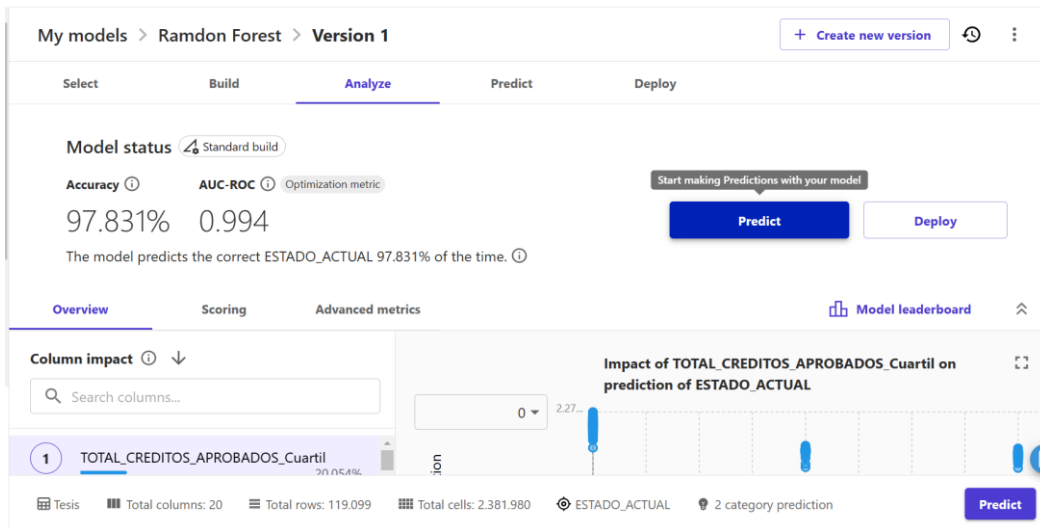 My models > Ramdon Forest > Version 1
+ Create new version
Select Build Analyze Predict Deploy
Model status Standard build
Accuracy AUC-ROC Optimization metric
97.831% 0.994
The model predicts the correct ESTADO_ACTUAL 97.831% of the time.
Start making Predictions with your model
Predict Deploy
Overview Scoring Advanced metrics
Model leaderboard
Column impact
Search columns...
1 TOTAL_CREDITOS_APROBADOS_Cuartil
20.054%
Impact of TOTAL_CREDITOS_APROBADOS_Cuartil on
prediction of ESTADO_ACTUAL
0
2.27...
Tesis Total columns: 20 Total rows: 119.099 Total cells: 2.381.980 ESTADO_ACTUAL 2 category prediction
Predict